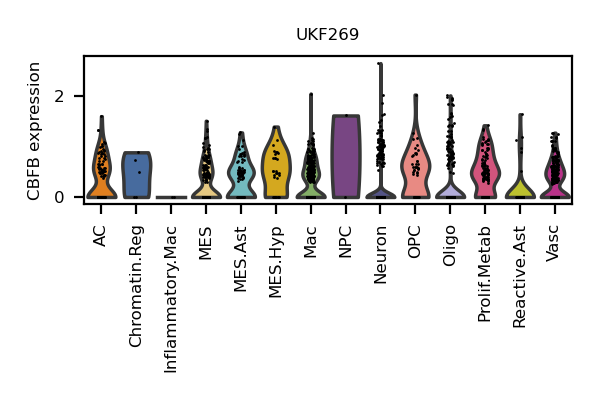 UKF269
CBFB expression
2
0
AC
Chromatin.Reg
Inflammatory.Mac
MES
MES.Ast
MES.Hyp
Mac
NPC
Neuron
OPC
Oligo
Prolif.Metab
Reactive.Ast
Vasc